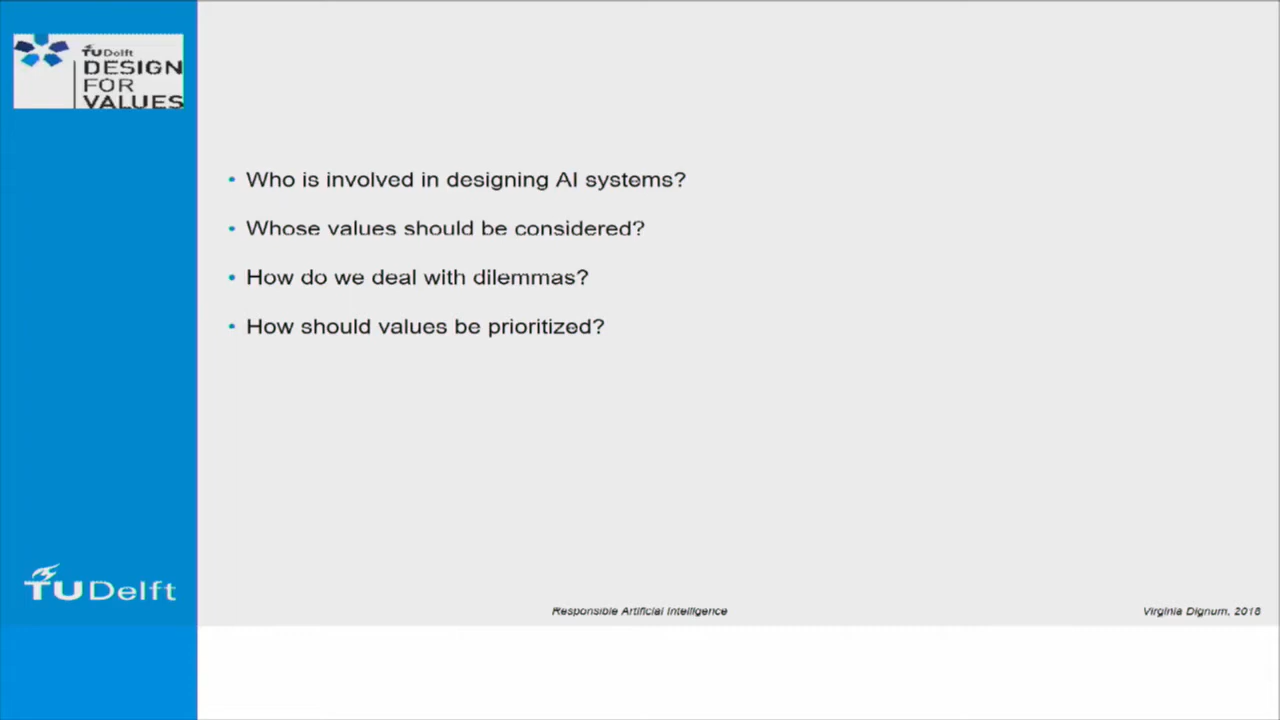 TUDelft
DESIGN
FOR
VALUES
• Who is involved in designing AI systems?
• Whose values should be considered?
• How do we deal with dilemmas?
• How should values be prioritized?
TUDelft
Responsible Artificial Intelligence
Virginia Dignum, 2018